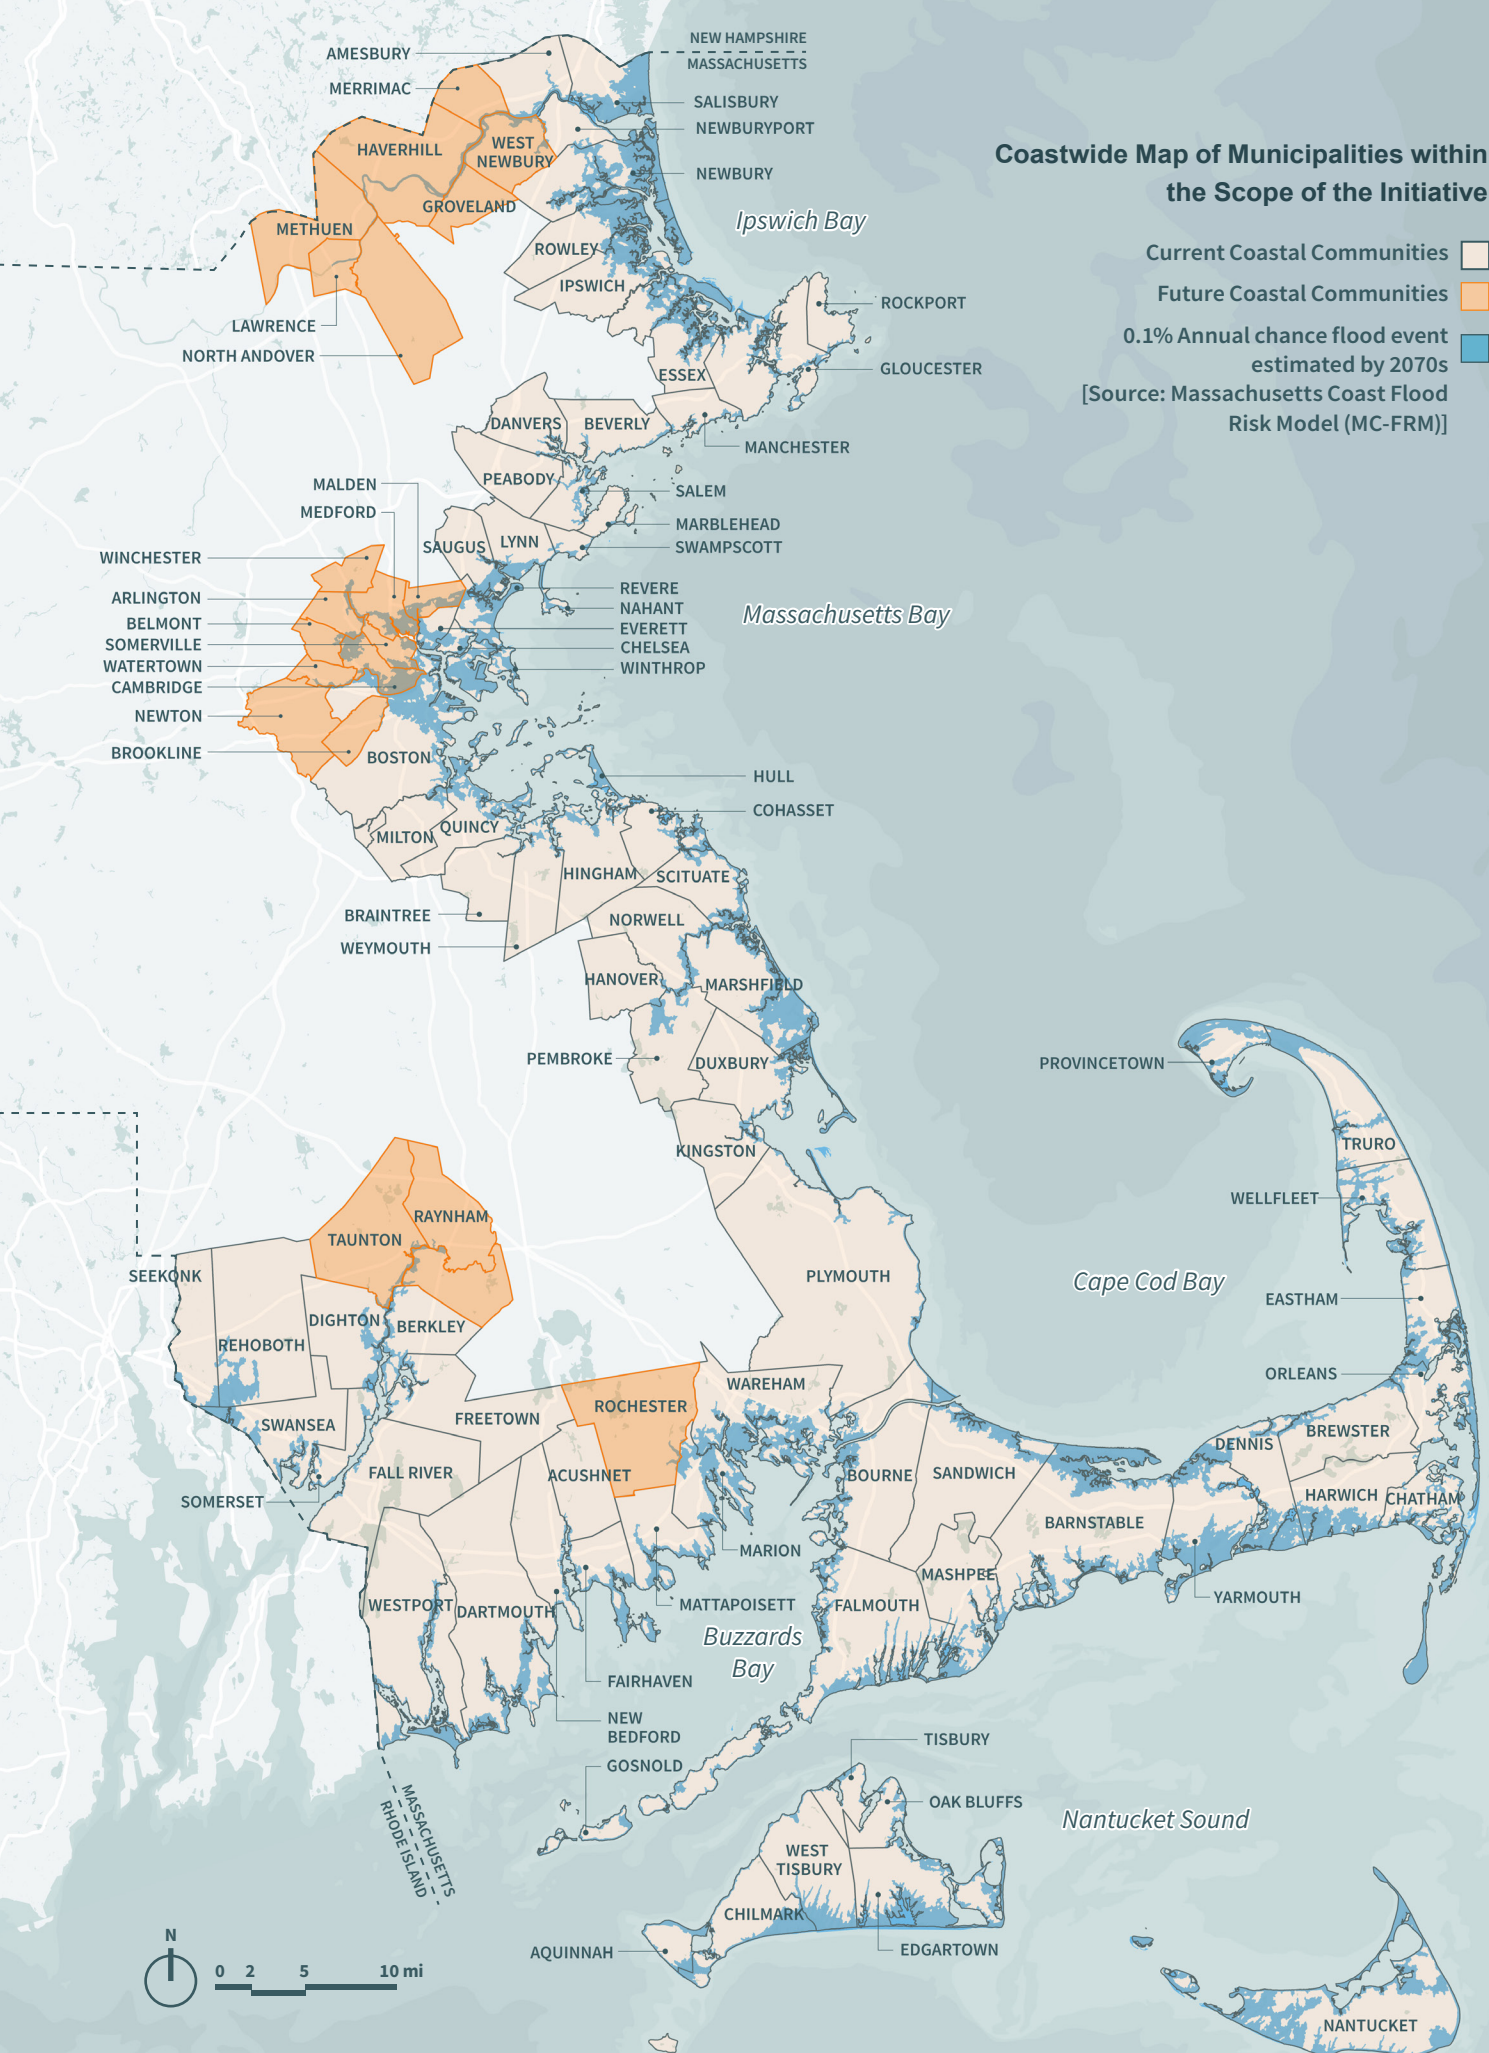 NEW HAMPSHIRE
MASSACHUSETTS
AMESBURY
MERRIMAC
SALISBURY
NEWBURYPORT
HAVERHILL
WEST
NEWBURY
NEWBURY
GROVELAND
METHUEN
Ipswich Bay
ROWLEY
IPSWICH
ROCKPORT
LAWRENCE
NORTH ANDOVER
ESSEX
GLOUCESTER
Coastwide Map of Municipalities within
the Scope of the Initiative
Current Coastal Communities
Future Coastal Communities
0.1% Annual chance flood event
estimated by 2070s
[Source: Massachusetts Coast Flood
Risk Model (MC-FRM)]
DANVERS
BEVERLY
MANCHESTER
PEABODY
MALDEN
SALEM
MEDFORD
MARBLEHEAD
SAUGUS
LYNN
SWAMPSCOTT
WINCHESTER
REVERE
ARLINGTON
NAHANT
Massachusetts Bay
BELMONT
EVERETT
SOMERVILLE
CHELSEA
WATERTOWN
WINTHROP
CAMBRIDGE
NEWTON
BROOKLINE
BOSTON
HULL
COHASSET
MILTON
QUINCY
HINGHAM
SCITUATE
BRAINTREE
NORWELL
WEYMOUTH
HANOVER
MARSHFIELD
PEMBROKE
DUXBURY
PROVINCETOWN
KINGSTON
TRURO
WELLFLEET
RAYNHAM
TAUNTON
SEEKONK
PLYMOUTH
Cape Cod Bay
EASTHAM
DIGHTON
BERKLEY
REHOBOTH
ORLEANS
WAREHAM
ROCHESTER
FREETOWN
SWANSEA
BREWSTER
DENNIS
FALL RIVER
ACUSHNET
BOURNE
SANDWICH
HARWICH
CHATHAM
SOMERSET
BARNSTABLE
MARION
MASHPEE
YARMOUTH
WESTPORT
DARTMOUTH
MATTAPOISETT
FALMOUTH
Buzzards
Bay
FAIRHAVEN
NEW
BEDFORD
TISBURY
GOSNOLD
OAK BLUFFS
Nantucket Sound
MASSACHUSETTS
RHODE ISLAND
WEST
TISBURY
CHILMARK
AQUINNAH
EDGARTOWN
N
0 2 5 10 mi
NANTUCKET